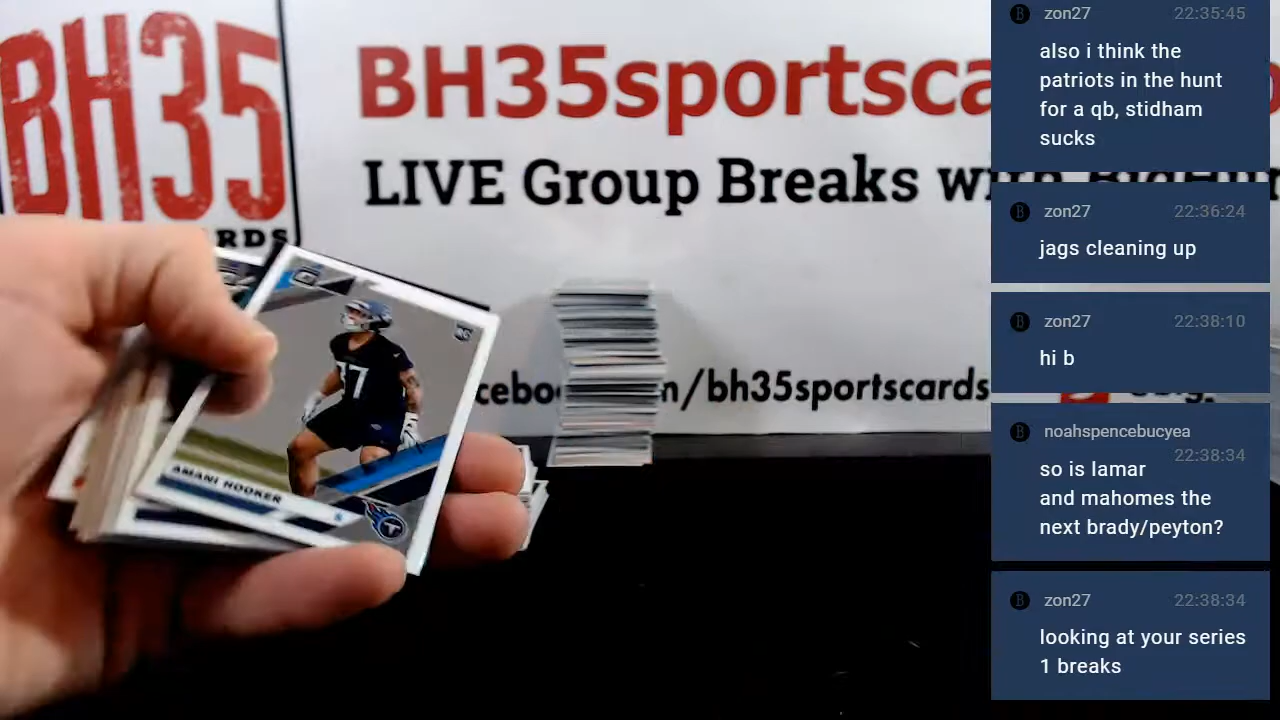 BH35
RDS
BH35sportsca
LIVE Group Breaks
cebo m/bh35sportscards
37
AMANI HOOKER
T
zon27 22:35:45
also i think the
patriots in the hunt
for a qb, stidham
sucks
zon27 22:36:24
jags cleaning up
zon27 22:38:10
hi b
noahspencebucyea
22:38:34
so is lamar
and mahomes the
next brady/peyton?
zon27 22:38:34
looking at your series
1 breaks